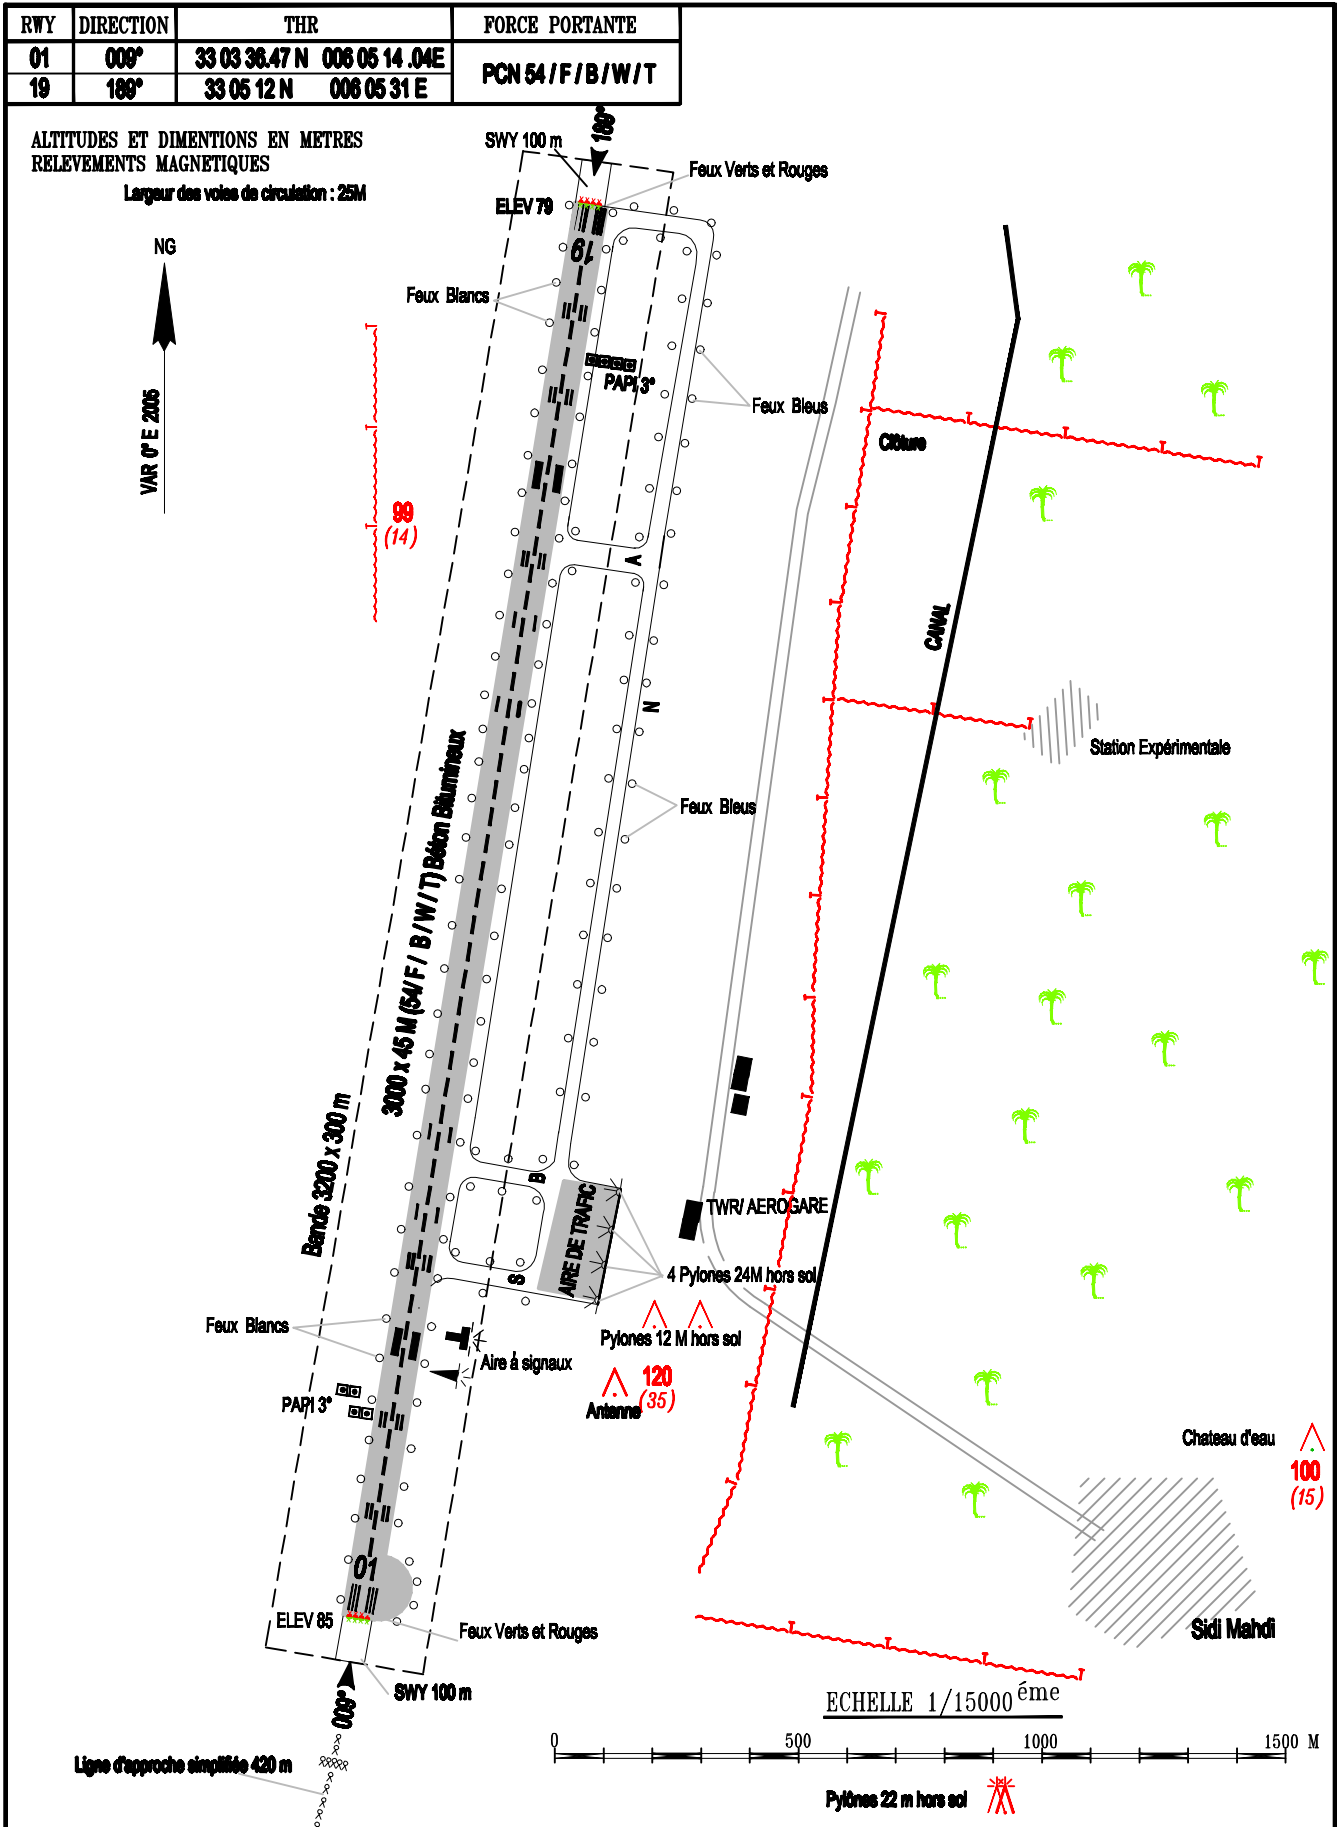 RWY DIRECTION THR FORCE PORTANTE
01 009° 33 03 36.47 N 006 05 14 .04E
PCN 54 / F / B / W / T
19 189° 33 05 12 N 006 05 31 E
ALTITUDES ET DIMENTIONS EN METRES
RELEVEMENTS MAGNETIQUES
Largeur des voies de circulation : 25M
SWY 100 m
189°
Feux Verts et Rouges
ELEV 79
NG
19
Feux Blancs
PAPI 3°
Feux Bleus
VAR 0° E 2005
Clôture
99
(14)
A
CANAL
N
Station Expérimentale
Feux Bleus
3000 x 45 M (54/ F / B / W / T) Béton Bitumineux
Bande 3200 x 300 m
B
AIRE DE TRAFIC
TWR/ AEROGARE
S
4 Pylones 24M hors sol
Feux Blancs
Pylones 12 M hors sol
Aire à signaux
120
(35)
Antenne
PAPI 3°
Chateau d'eau
100
(15)
01
ELEV 85
Feux Verts et Rouges
Sidi Mahdi
SWY 100 m
009°
ECHELLE 1/15000 éme
0 500 1000 1500 M
Ligne d'approche simplifiée 420 m
Pylônes 22 m hors sol